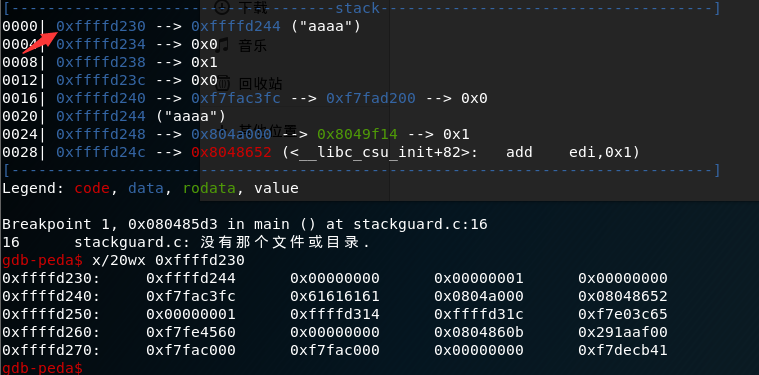 [------------------------------------stack-------------------------------------]
下载
0000| 0xffffd230 --> 0xffffd244 ("aaaa")
0004| 0xffffd234 --> 0x0
音乐
0008| 0xffffd238 --> 0x1
0012| 0xffffd23c --> 0x0
回收站
0016| 0xffffd240 --> 0xf7fac3fc --> 0xf7fad200 --> 0x0
0020| 0xffffd244 ("aaaa")
其他位置
0024| 0xffffd248 --> 0x804a000 --> 0x8049f14 --> 0x1
0028| 0xffffd24c --> 0x8048652 (<__libc_csu_init+82>: add edi,0x1)
[------------------------------------------------------------------------------]
Legend: code, data, rodata, value
Breakpoint 1, 0x080485d3 in main () at stackguard.c:16
16 stackguard.c: 没有那个文件或目录.
gdb-peda$ x/20wx 0xffffd230
0xffffd230: 0xffffd244 0x00000000 0x00000001 0x00000000
0xffffd240: 0xf7fac3fc 0x61616161 0x0804a000 0x08048652
0xffffd250: 0x00000001 0xffffd314 0xffffd31c 0xf7e03c65
0xffffd260: 0xf7fe4560 0x00000000 0x0804860b 0x291aaf00
0xffffd270: 0xf7fac000 0xf7fac000 0x00000000 0xf7decb41
gdb-peda$